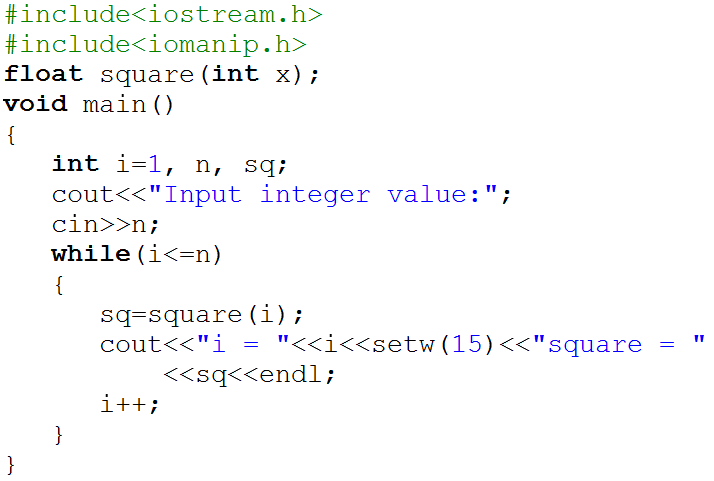 #include<iostream.h>
#include<iomanip.h>
float square(int x);
void main()
{
   int i=1, n, sq;
   cout<<"Input integer value:";
   cin>>n;
   while(i<=n)
   {
      sq=square(i);
      cout<<"i = "<<i<<setw(15)<<"square = "
          <<sq<<endl;
      i++;
   }
}